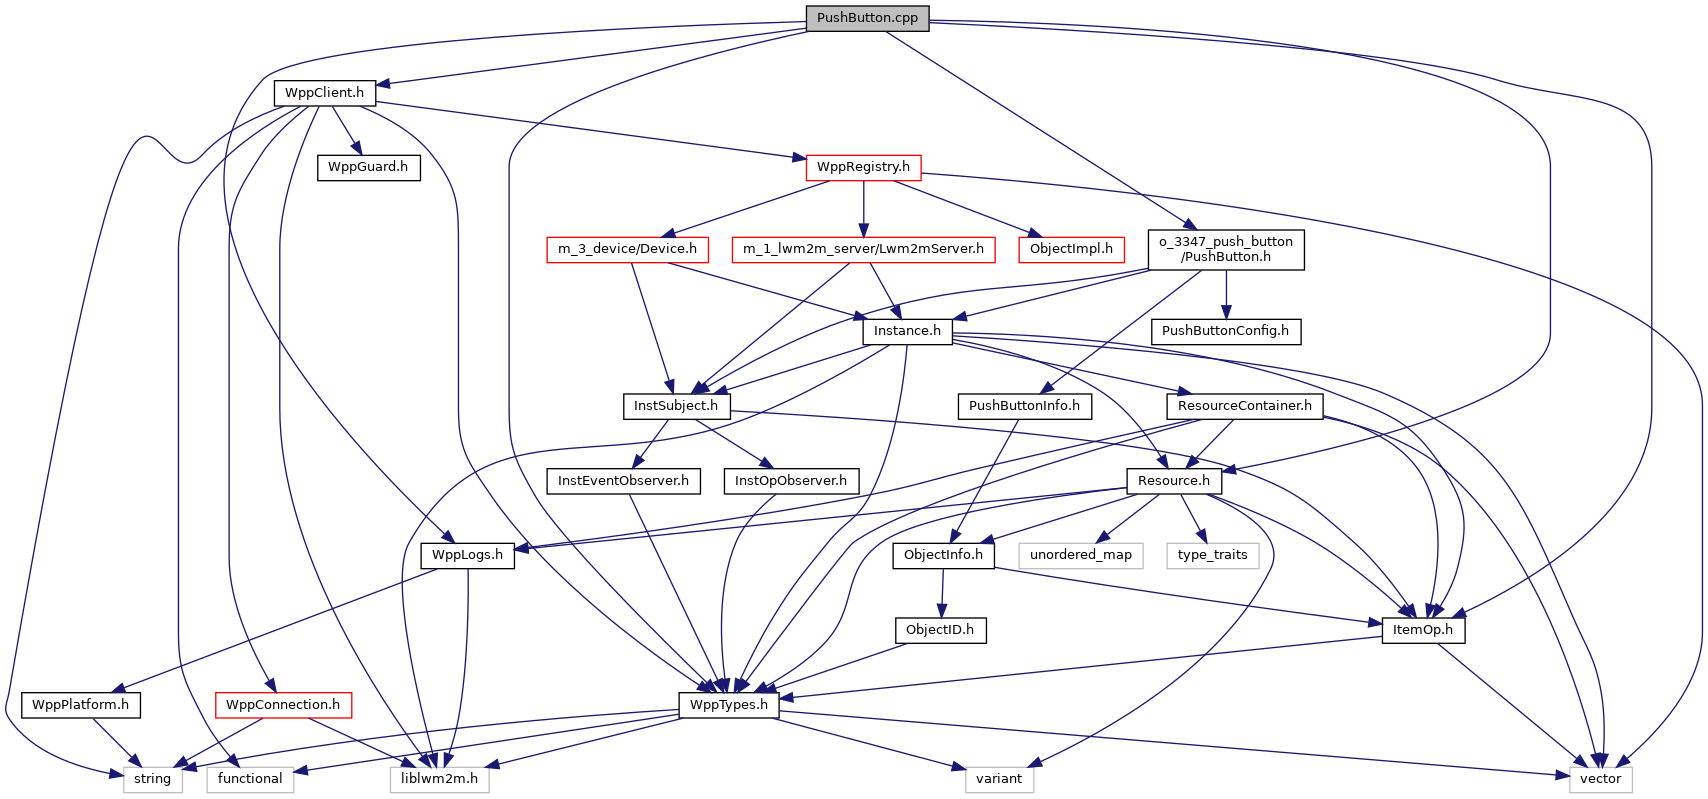 PushButton.cpp
WppClient.h
WppGuard.h
WppRegistry.h
m_3_device/Device.h
m_1_lwm2m_server/Lwm2mServer.h
ObjectImpl.h
o_3347_push_button
/PushButton.h
Instance.h
PushButtonConfig.h
InstSubject.h
PushButtonInfo.h
ResourceContainer.h
InstEventObserver.h
InstOpObserver.h
Resource.h
WppLogs.h
ObjectInfo.h
unordered_map
type_traits
ObjectID.h
ItemOp.h
WppPlatform.h
WppConnection.h
WppTypes.h
string
functional
liblwm2m.h
variant
vector